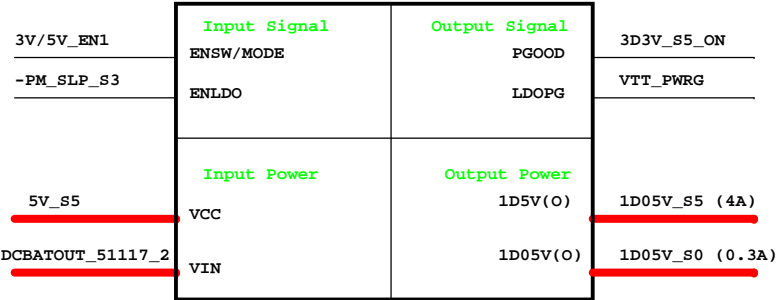 Input Signal Output Signal
3V/5V_EN1 ENSW/MODE PGOOD 3D3V_S5_ON
-PM_SLP_S3 ENLDO LDOPG VTT_PWRG
Input Power Output Power
5V_S5 VCC 1D5V(O) 1D05V_S5 (4A)
DCBATOUT_51117_2 VIN 1D05V(O) 1D05V_S0 (0.3A)